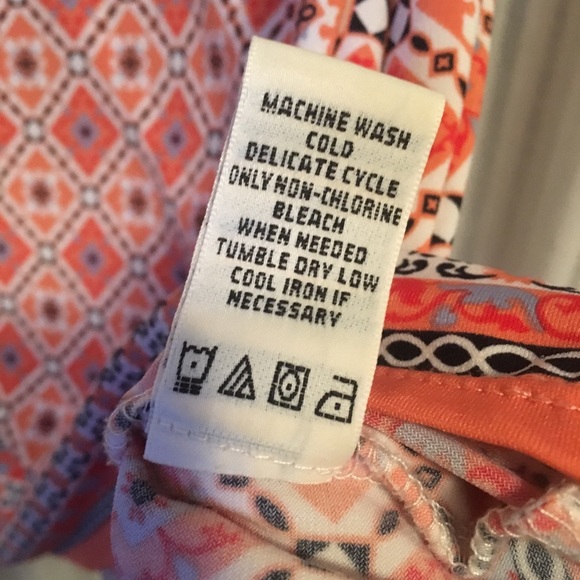 MACHINE WASH
COLD
DELICATE CYCLE
ONLY NON-CHLORINE
BLEACH
WHEN NEEDED
TUMBLE DRY LOW
COOL IRON IF
NECESSARY